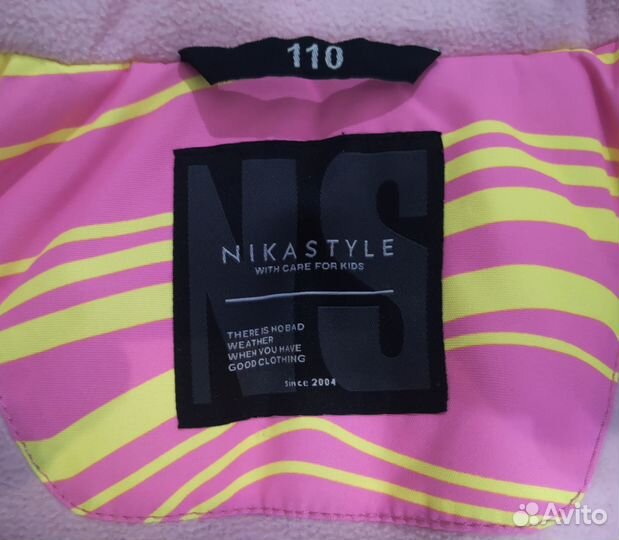 110
NS
NIKASTYLE
WITH CARE FOR KIDS
THERE IS NO BAD
WEATHER
WHEN YOU HAVE
GOOD CLOTHING
since 2004
Avito